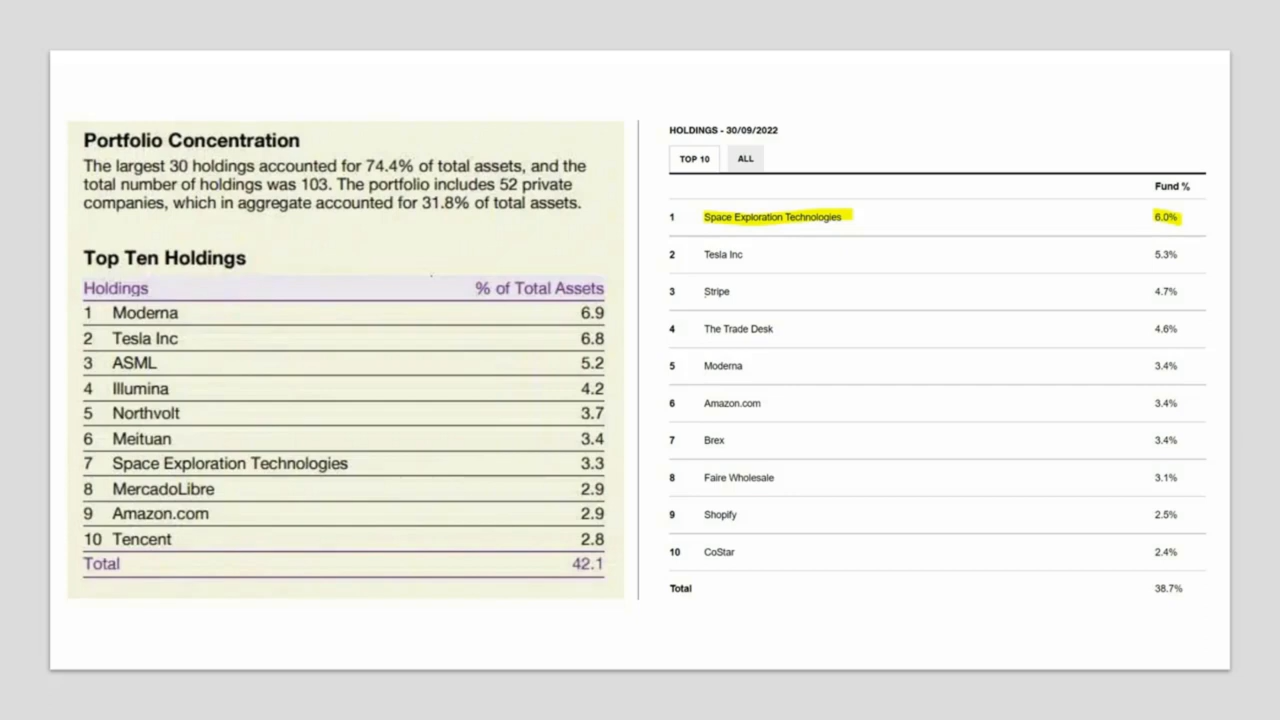 Portfolio Concentration
The largest 30 holdings accounted for 74.4% of total assets, and the
total number of holdings was 103. The portfolio includes 52 private
companies, which in aggregate accounted for 31.8% of total assets.
Top Ten Holdings
Holdings % of Total Assets
1 Moderna 6.9
2 Tesla Inc 6.8
3 ASML 5.2
4 Illumina 4.2
5 Northvolt 3.7
6 Meituan 3.4
7 Space Exploration Technologies 3.3
8 MercadoLibre 2.9
9 Amazon.com 2.9
10 Tencent 2.8
Total 42.1
HOLDINGS - 30/09/2022
TOP 10 ALL
Fund %
1 Space Exploration Technologies 6.0%
2 Tesla Inc 5.3%
3 Stripe 4.7%
4 The Trade Desk 4.6%
5 Moderna 3.4%
6 Amazon.com 3.4%
7 Brex 3.4%
8 Faire Wholesale 3.1%
9 Shopify 2.5%
10 CoStar 2.4%
Total 38.7%